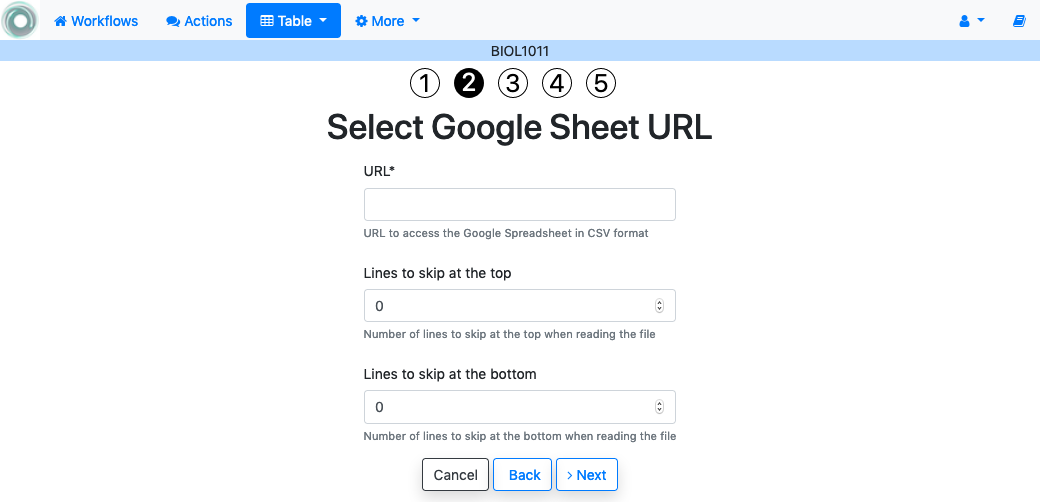 Workflows Actions Table More
BIOL1011
1 2 3 4 5
Select Google Sheet URL
URL*
URL to access the Google Spreadsheet in CSV format
Lines to skip at the top
0
Number of lines to skip at the top when reading the file
Lines to skip at the bottom
0
Number of lines to skip at the bottom when reading the file
Cancel Back › Next